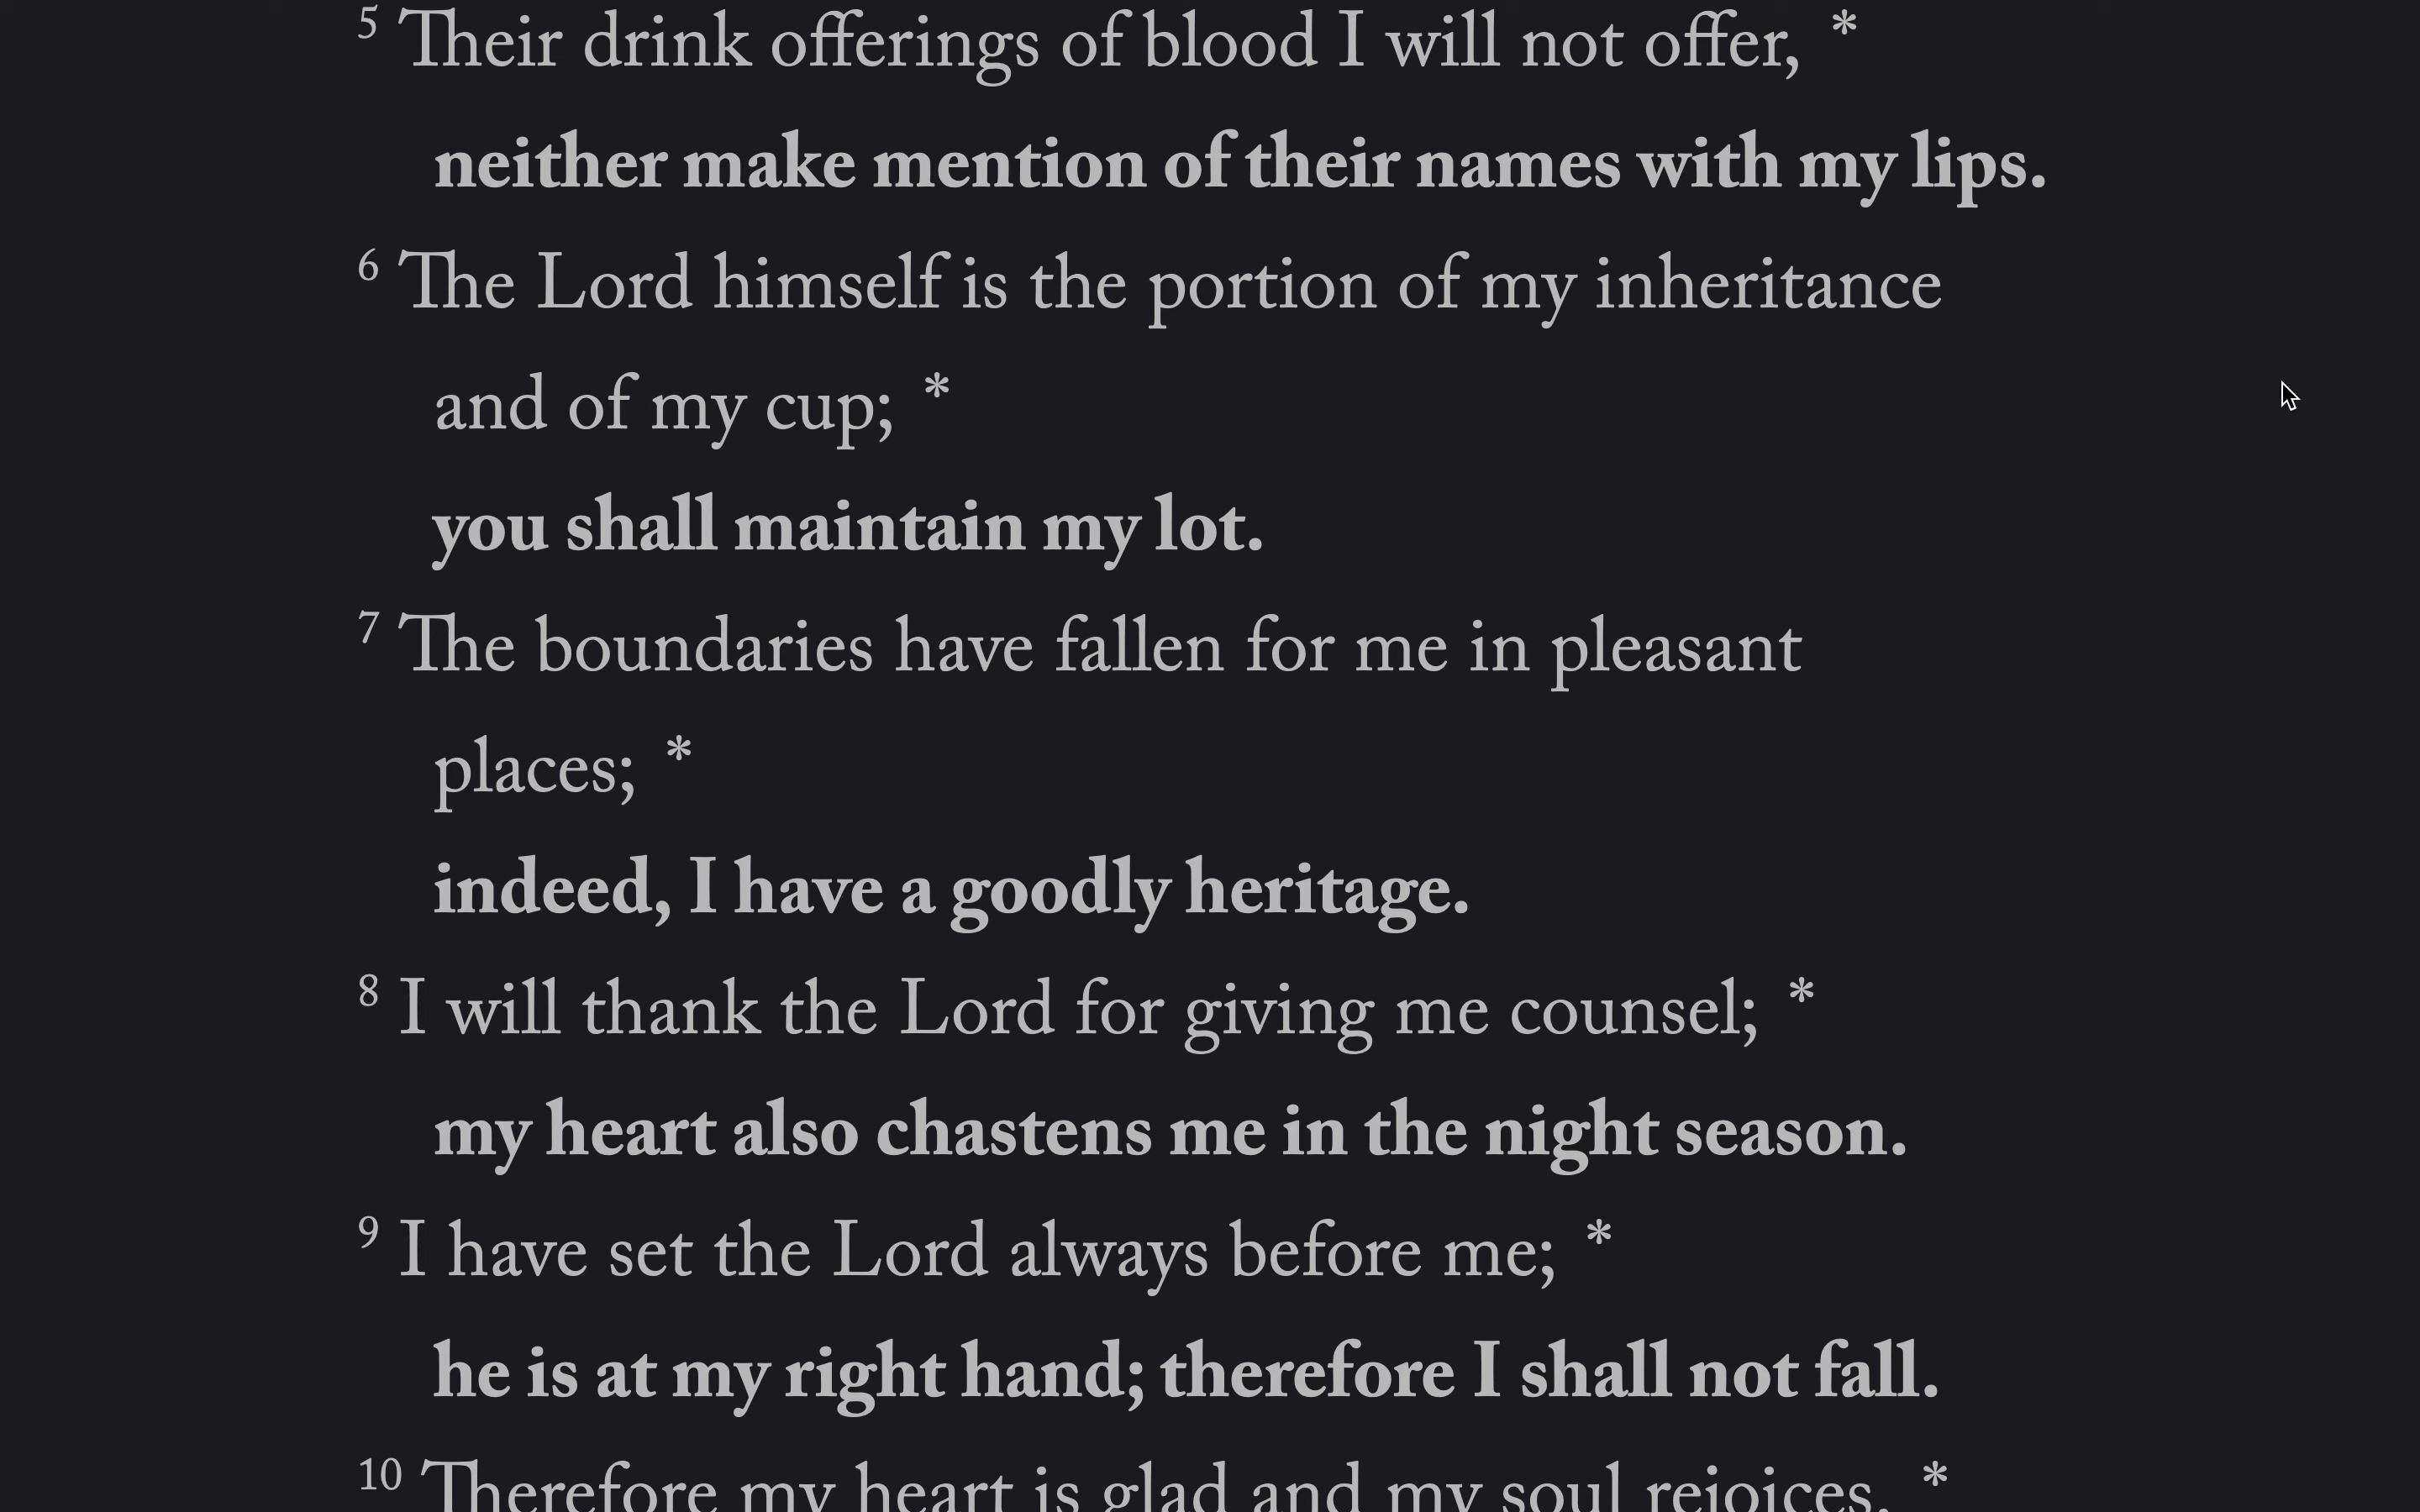 5 Their drink offerings of blood I will not offer, *
neither make mention of their names with my lips.
6 The Lord himself is the portion of my inheritance
and of my cup; *
you shall maintain my lot.
7 The boundaries have fallen for me in pleasant
places; *
indeed, I have a goodly heritage.
8 I will thank the Lord for giving me counsel; *
my heart also chastens me in the night season.
9 I have set the Lord always before me; *
he is at my right hand; therefore I shall not fall.
10 Therefore my heart is glad and my soul rejoices, *